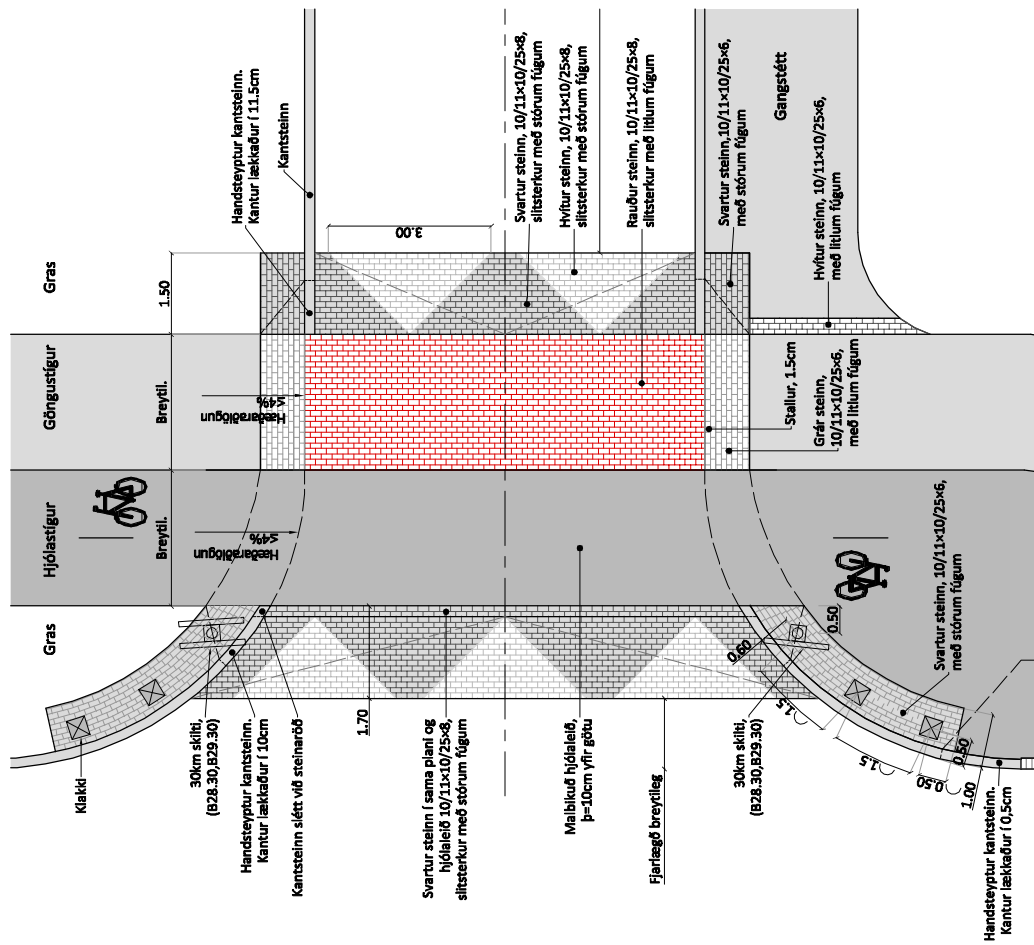 Gras
Göngustígur
Hjólastígur
Gras
1.50
Breytil.
Breytil.
Handsteyptur kantsteinn.
Kantur lækkaður í 11.5cm
Kantsteinn
3.00
Svartur steinn, 10/11×10/25×8,
slitsterkur með stórum fúgum
Hvítur steinn, 10/11×10/25×8,
slitsterkur með stórum fúgum
Rauður steinn, 10/11×10/25×8,
slitsterkur með litlum fúgum
Svartur steinn,10/11×10/25×6,
með stórum fúgum
Gangstétt
Hvítur steinn, 10/11×10/25×6,
með litlum fúgum
Hæðaraðlögun
≤4%
Hæðaraðlögun
≤4%
Stallur, 1.5cm
Grár steinn,
10/11×10/25×6,
með litlum fúgum
Svartur steinn, 10/11×10/25×6,
með stórum fúgum
Klakki
30km skilti,
(B28.30,B29.30)
Handsteyptur kantsteinn.
Kantur lækkaður í 10cm
Kantsteinn slétt við steinaröð
1.70
Svartur steinn í sama plani og
hjólaleið 10/11×10/25×8,
slitsterkur með stórum fúgum
Malbikuð hjólaleið,
þ=10cm yfir götu
Fjarlægð breytileg
30km skilti,
(B28.30,B29.30)
0.60
0.50
1.5
1.5
0.50
0.50
1.00
Handsteyptur kantsteinn.
Kantur lækkaður í 0,5cm